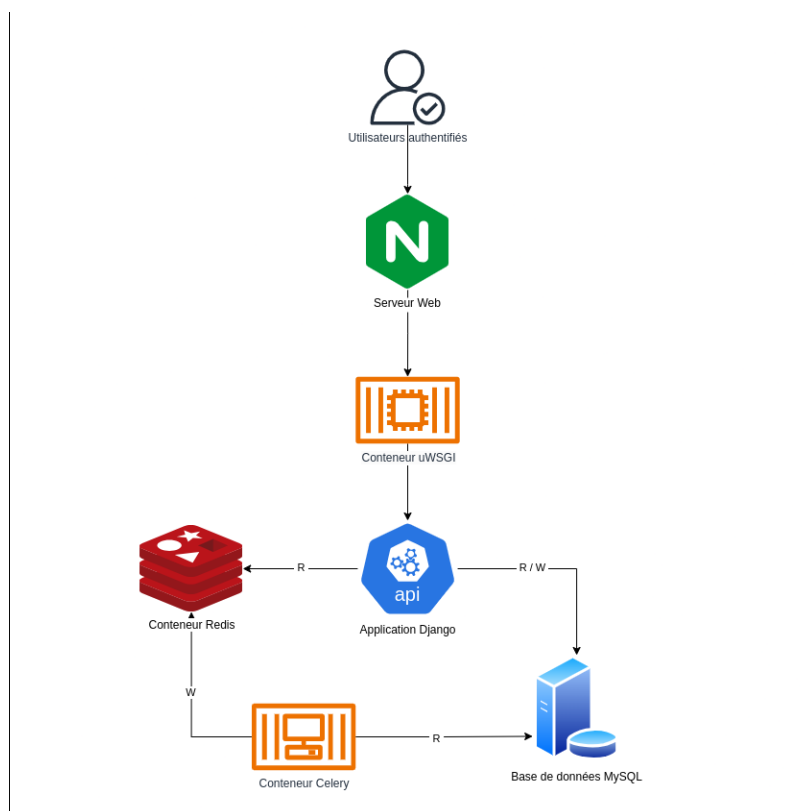 Utilisateurs authentifiés
N
Serveur Web
Conteneur uWSGI
R
R / W
api
Conteneur Redis
Application Django
W
R
Conteneur Celery
Base de données MySQL